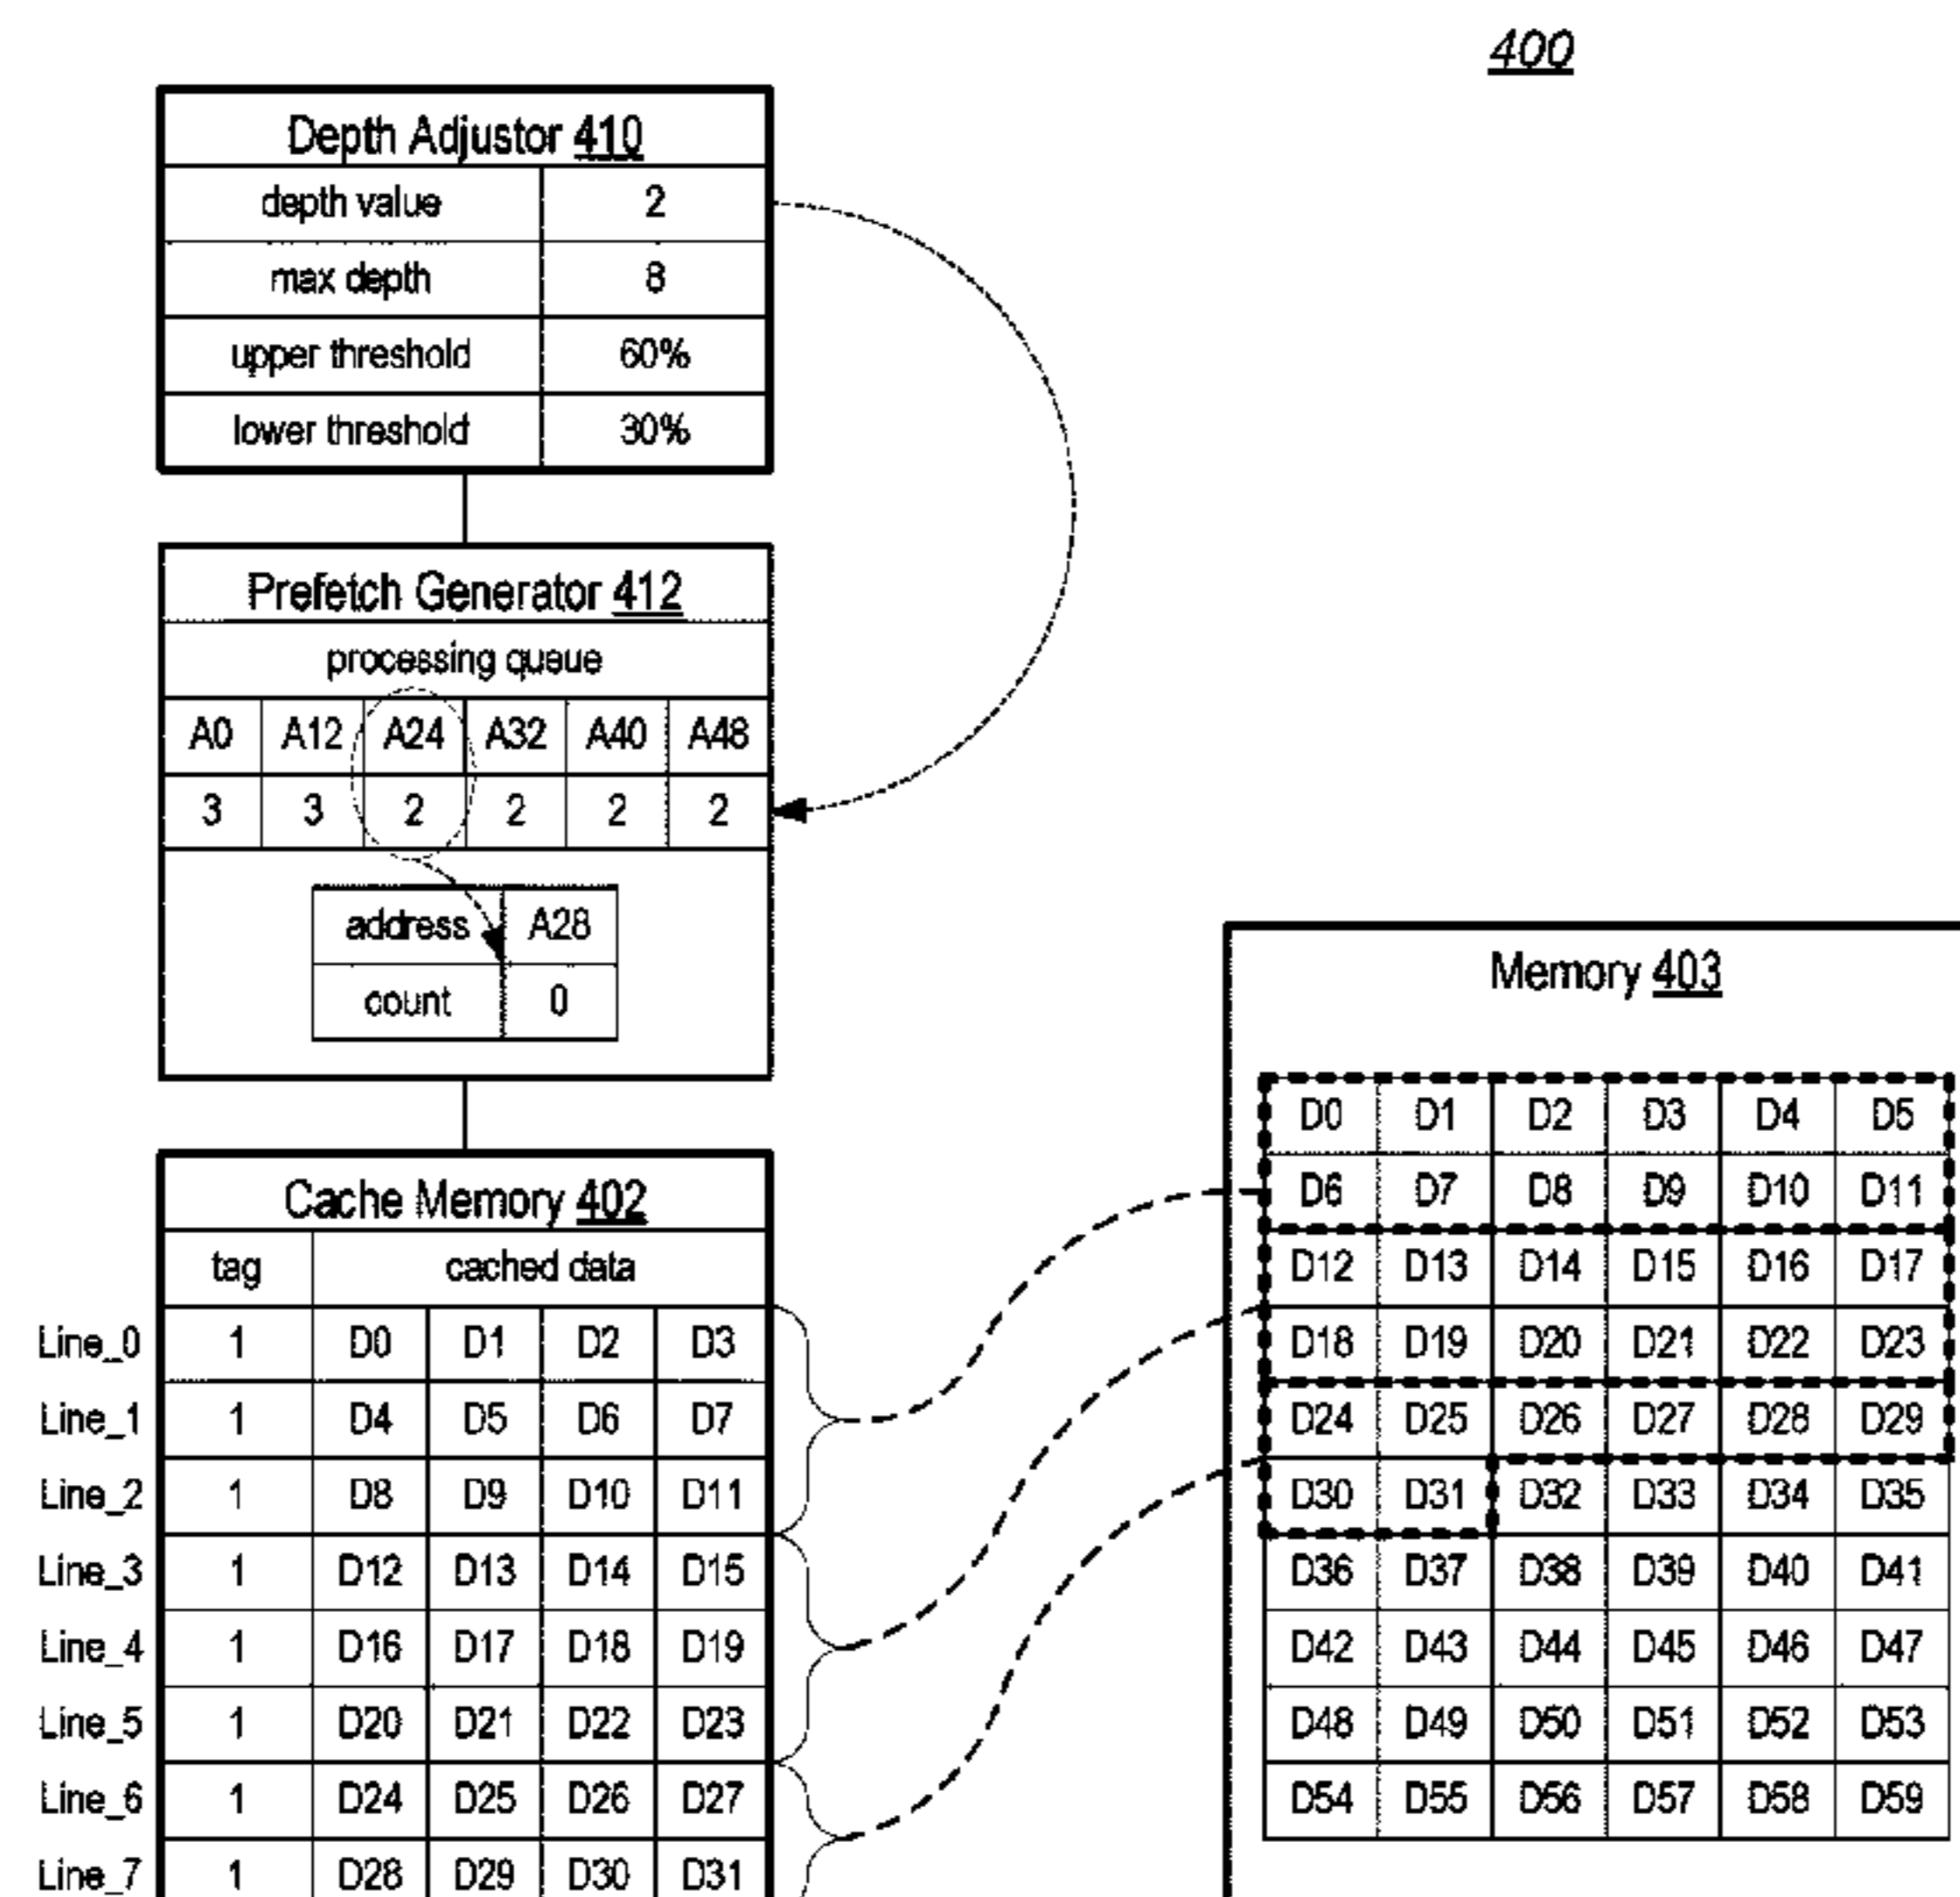 400
Depth Adjustor 410
depth value 2
max depth 8
upper threshold 60%
lower threshold 30%
Prefetch Generator 412
processing queue
A0 A12 A24 A32 A40 A48
3 3 2 2 2 2
address A28
count 0
Cache Memory 402
tag cached data
Line_0 1 D0 D1 D2 D3
Line_1 1 D4 D5 D6 D7
Line_2 1 D8 D9 D10 D11
Line_3 1 D12 D13 D14 D15
Line_4 1 D16 D17 D18 D19
Line_5 1 D20 D21 D22 D23
Line_6 1 D24 D25 D26 D27
Line_7 1 D28 D29 D30 D31
Memory 403
D0 D1 D2 D3 D4 D5
D6 D7 D8 D9 D10 D11
D12 D13 D14 D15 D16 D17
D18 D19 D20 D21 D22 D23
D24 D25 D26 D27 D28 D29
D30 D31 D32 D33 D34 D35
D36 D37 D38 D39 D40 D41
D42 D43 D44 D45 D46 D47
D48 D49 D50 D51 D52 D53
D54 D55 D56 D57 D58 D59